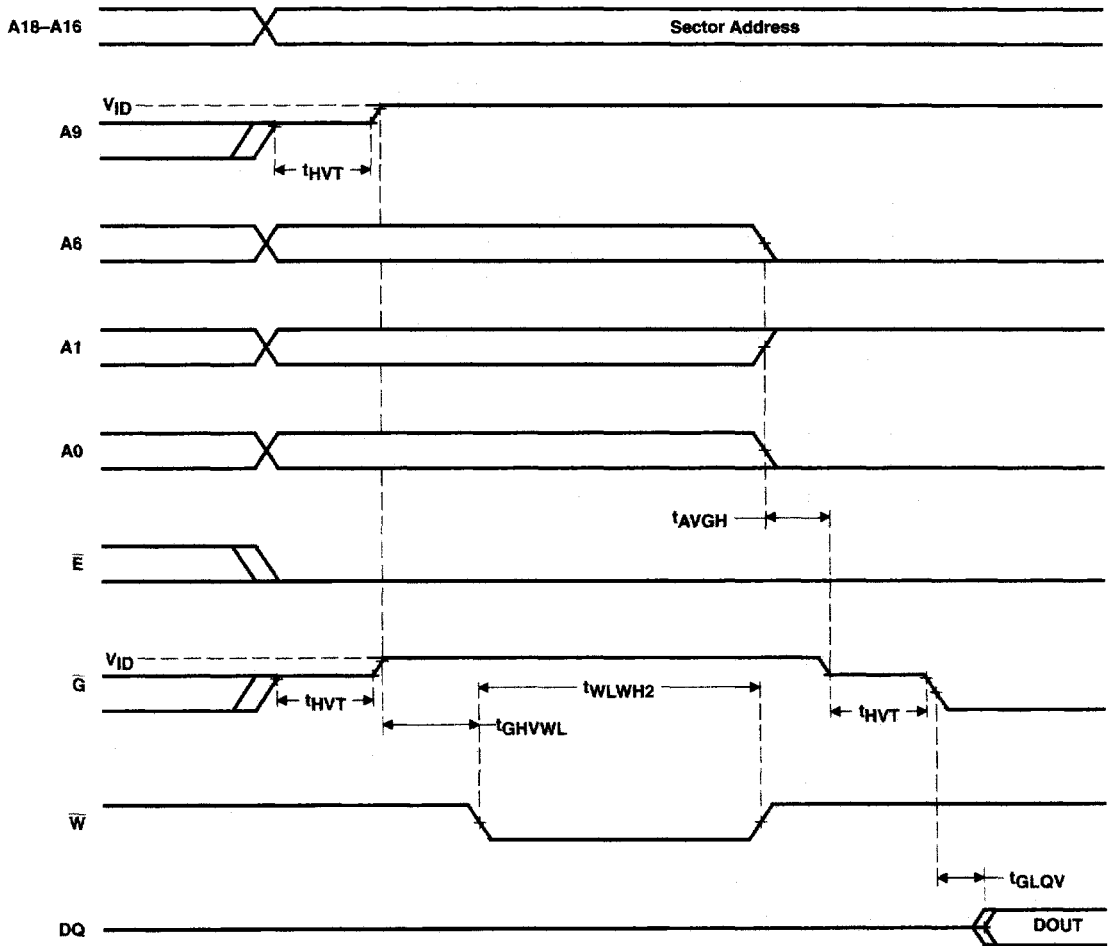 A18–A16
Sector Address
VID
A9
tHVT
A6
A1
A0
tAVGH
E̅
VID
G̅
tHVT
tWLWH2
tHVT
tGHVWL
W̅
tGLQV
DQ
DOUT